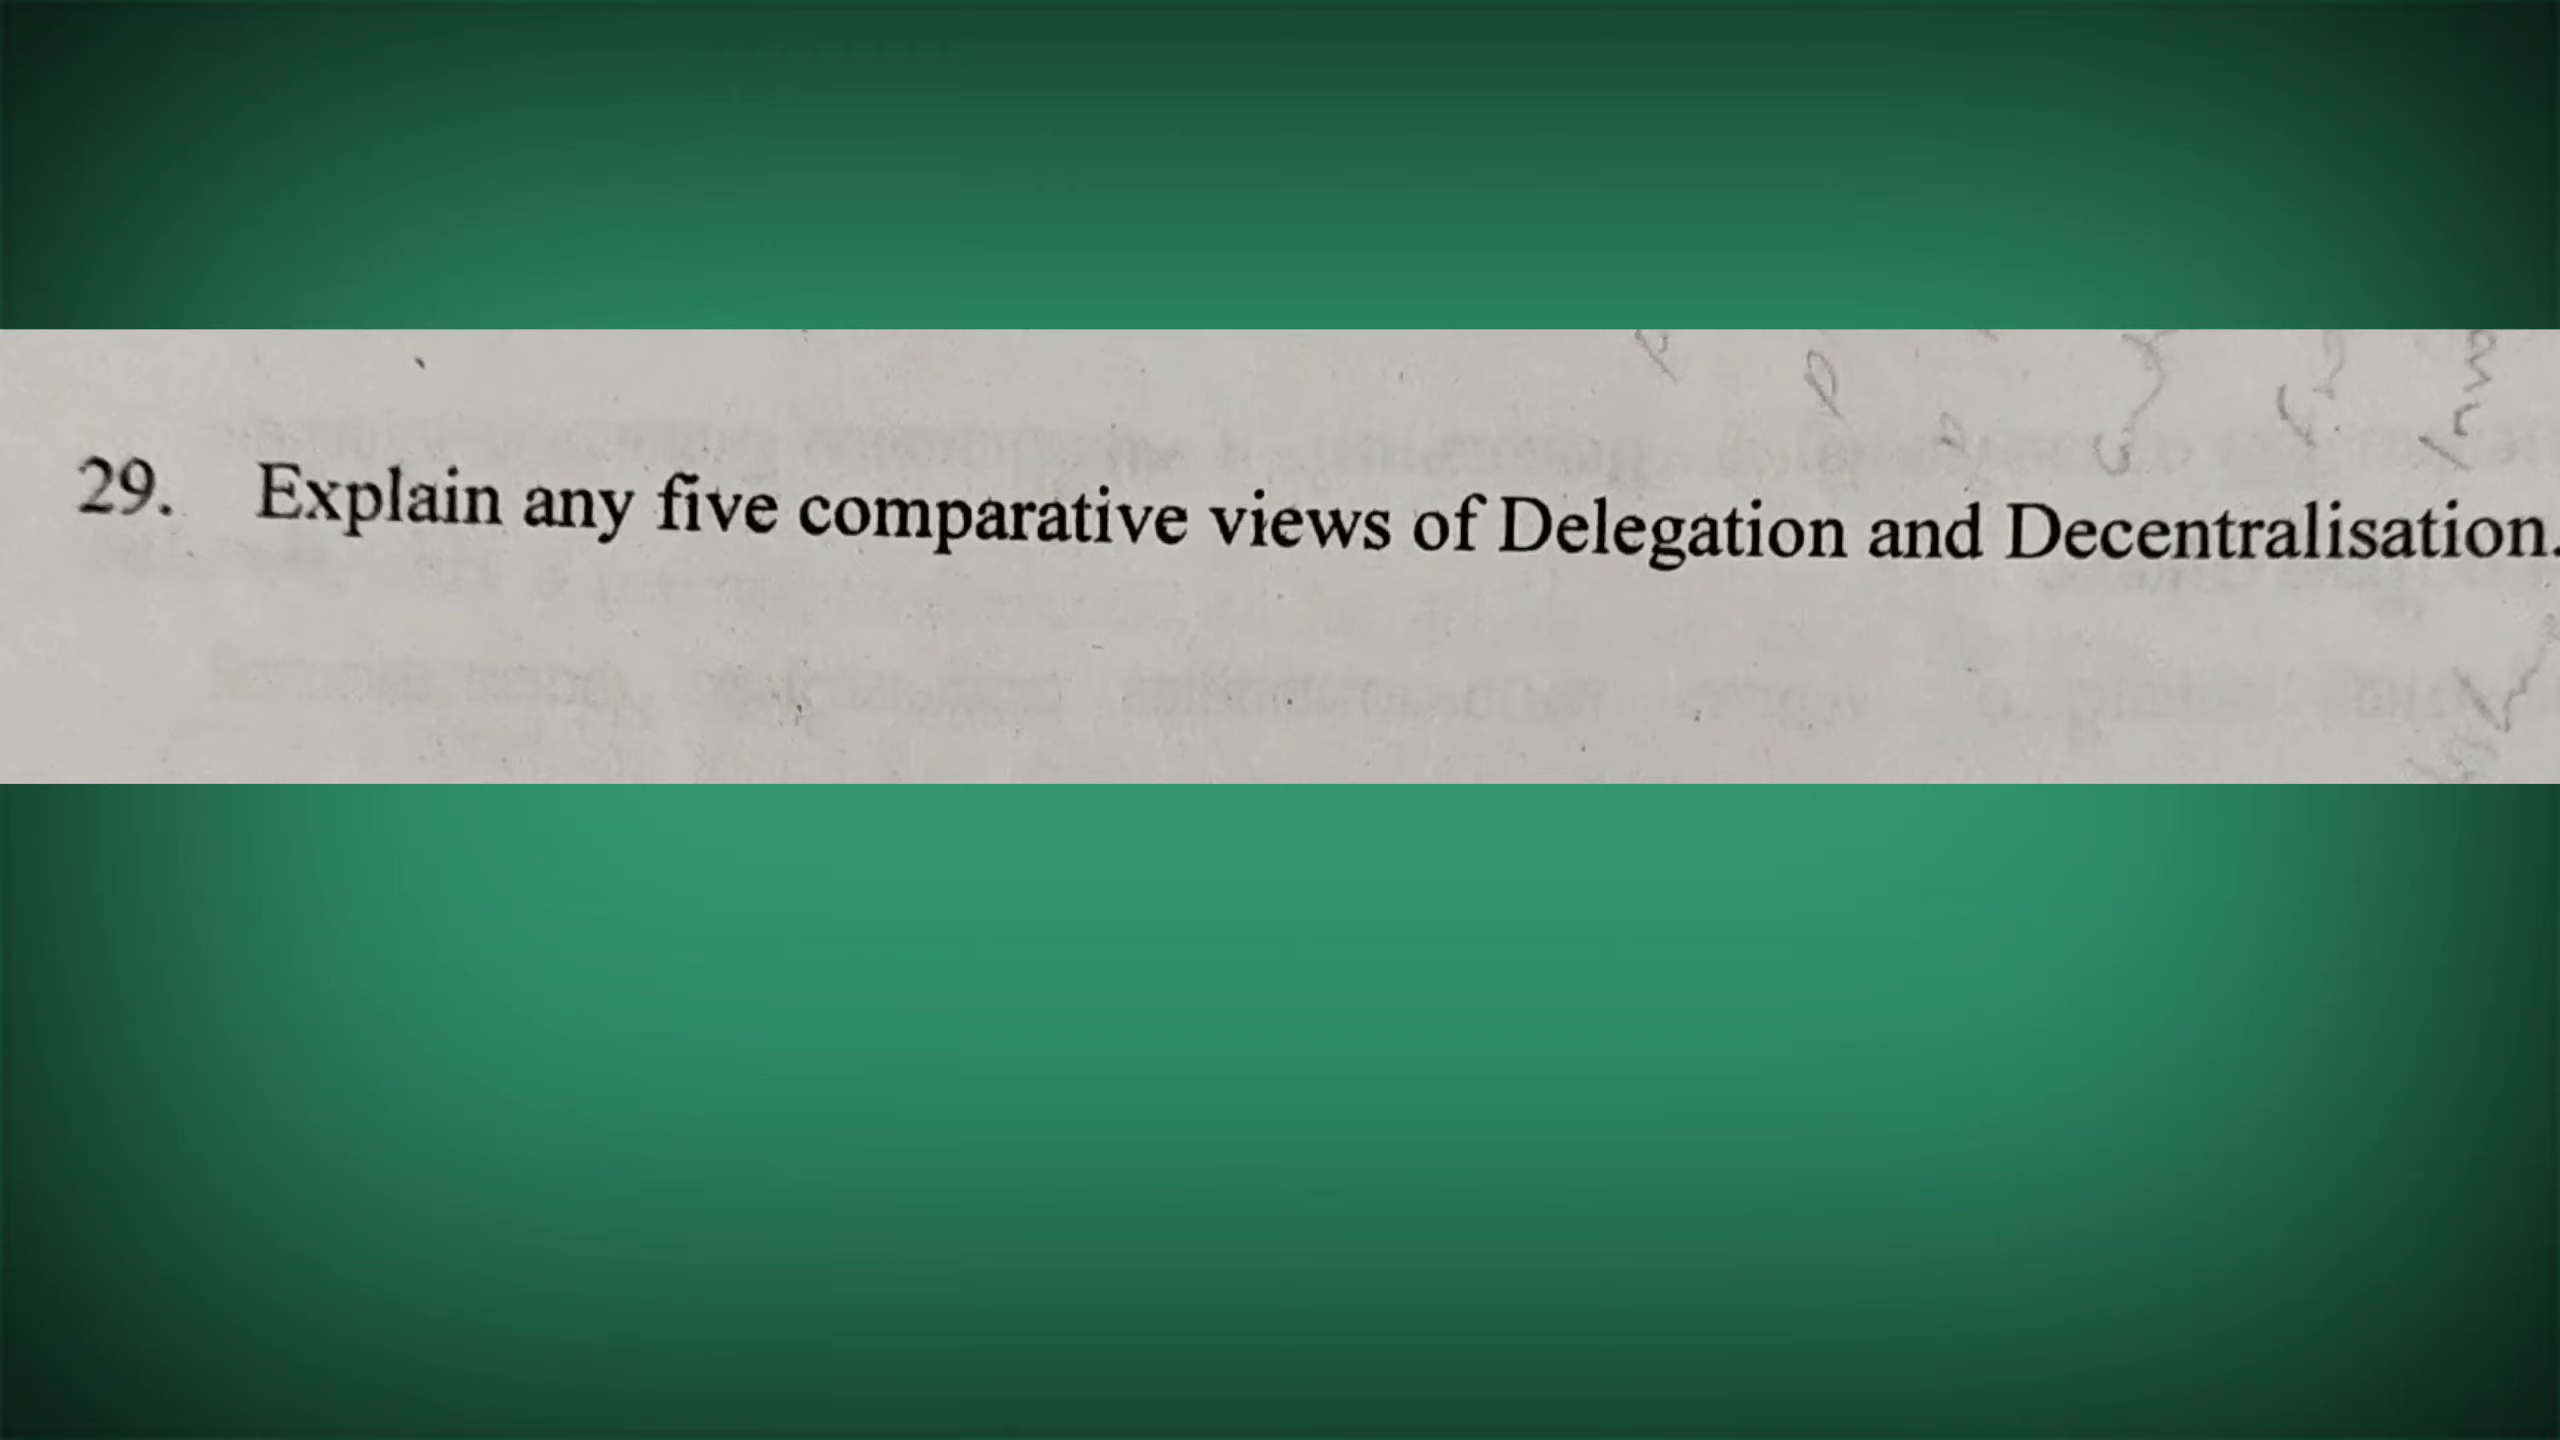 29. Explain any five comparative views of Delegation and Decentralisation.